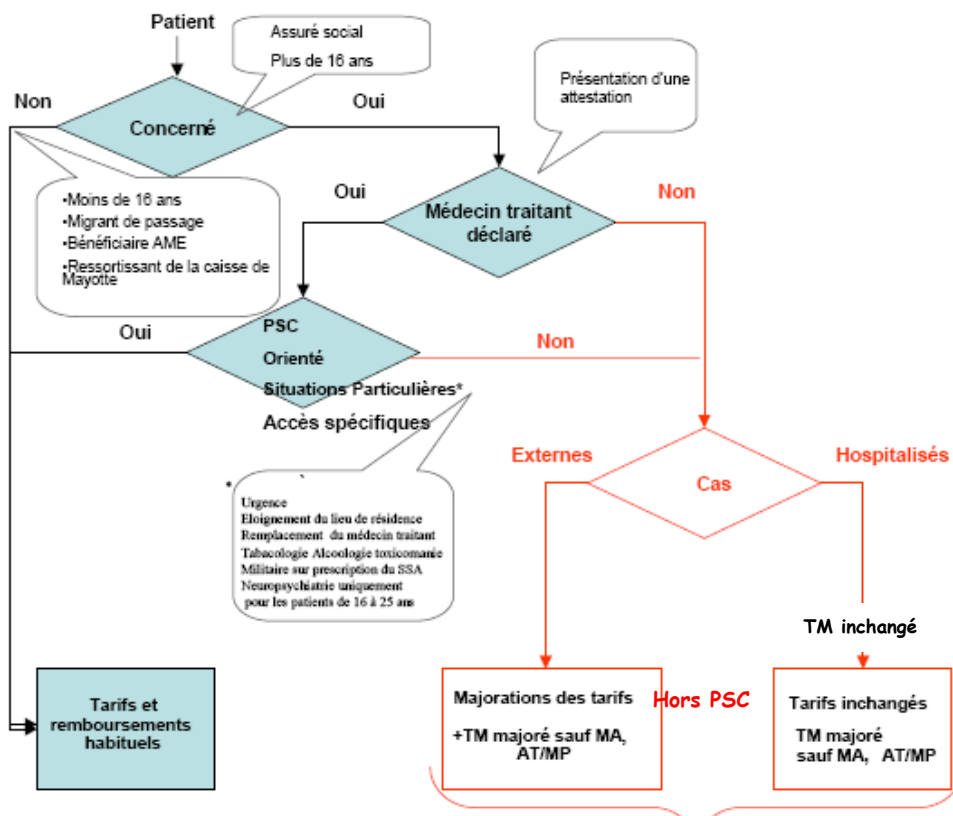 Patient
Assuré social
Plus de 16 ans
Présentation d'une
attestation
Non
Oui
Concerné
•Moins de 16 ans
•Migrant de passage
•Bénéficiaire AME
•Ressortissant de la caisse de
Mayotte
Oui
Non
Médecin traitant
déclaré
Oui
PSC
Orienté
Situations Particulières*
Accès spécifiques
Non
*
Urgence
Eloignement du lieu de résidence
Remplacement du médecin traitant
Tabacologie Alcoologie toxicomanie
Militaire sur prescription du SSA
Neuropsychiatrie uniquement
pour les patients de 16 à 25 ans
Externes
Hospitalisés
Cas
TM inchangé
Tarifs et
remboursements
habituels
Majorations des tarifs
+TM majoré sauf MA,
AT/MP
Hors PSC
Tarifs inchangés
TM majoré
sauf MA, AT/MP